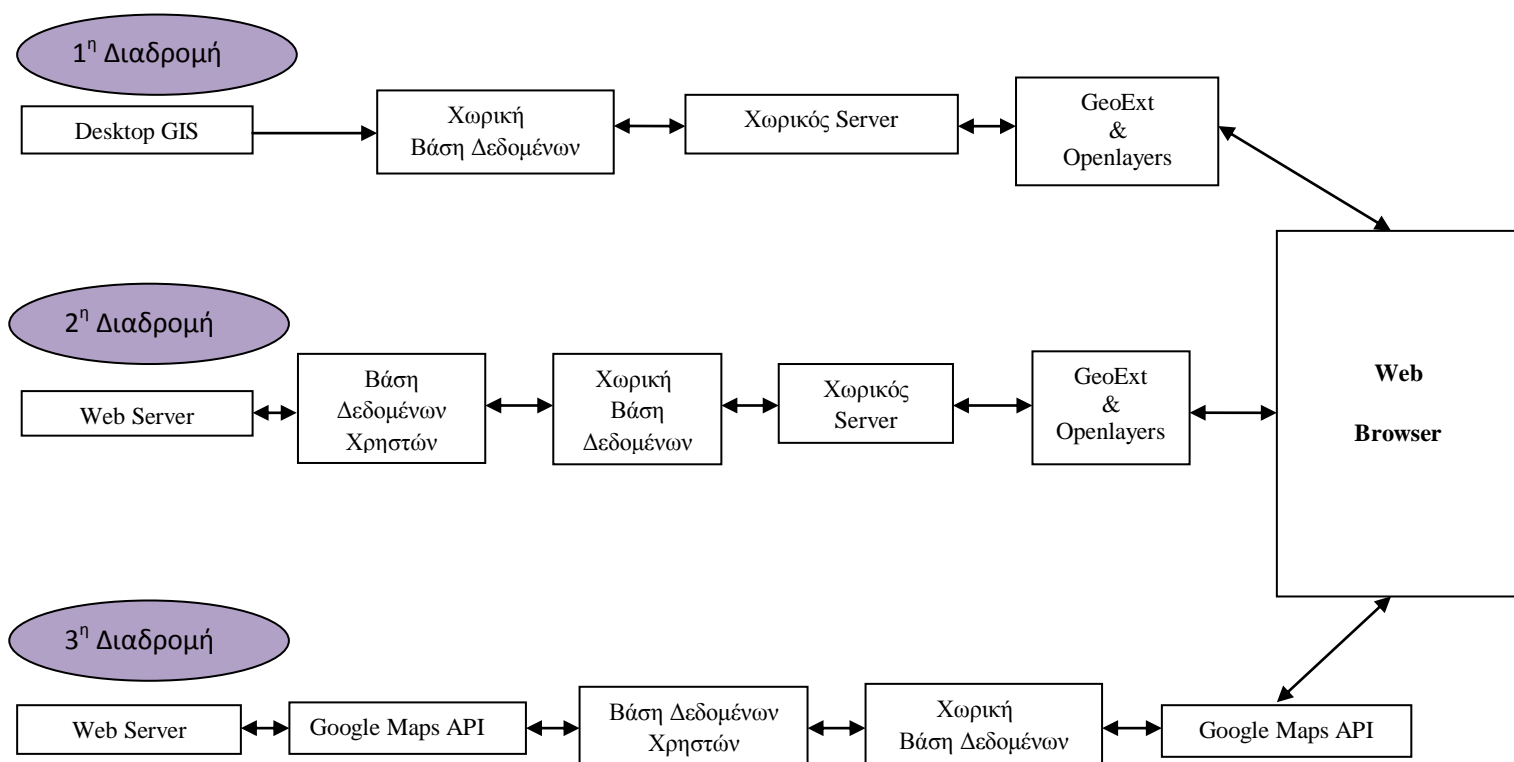 1η Διαδρομή
Desktop GIS
Χωρική
Βάση Δεδομένων
Χωρικός Server
GeoExt
&
Openlayers
2η Διαδρομή
Web Server
Βάση
Δεδομένων
Χρηστών
Χωρική
Βάση
Δεδομένων
Χωρικός
Server
GeoExt
&
Openlayers
Web
Browser
3η Διαδρομή
Web Server
Google Maps API
Βάση Δεδομένων
Χρηστών
Χωρική
Βάση Δεδομένων
Google Maps API